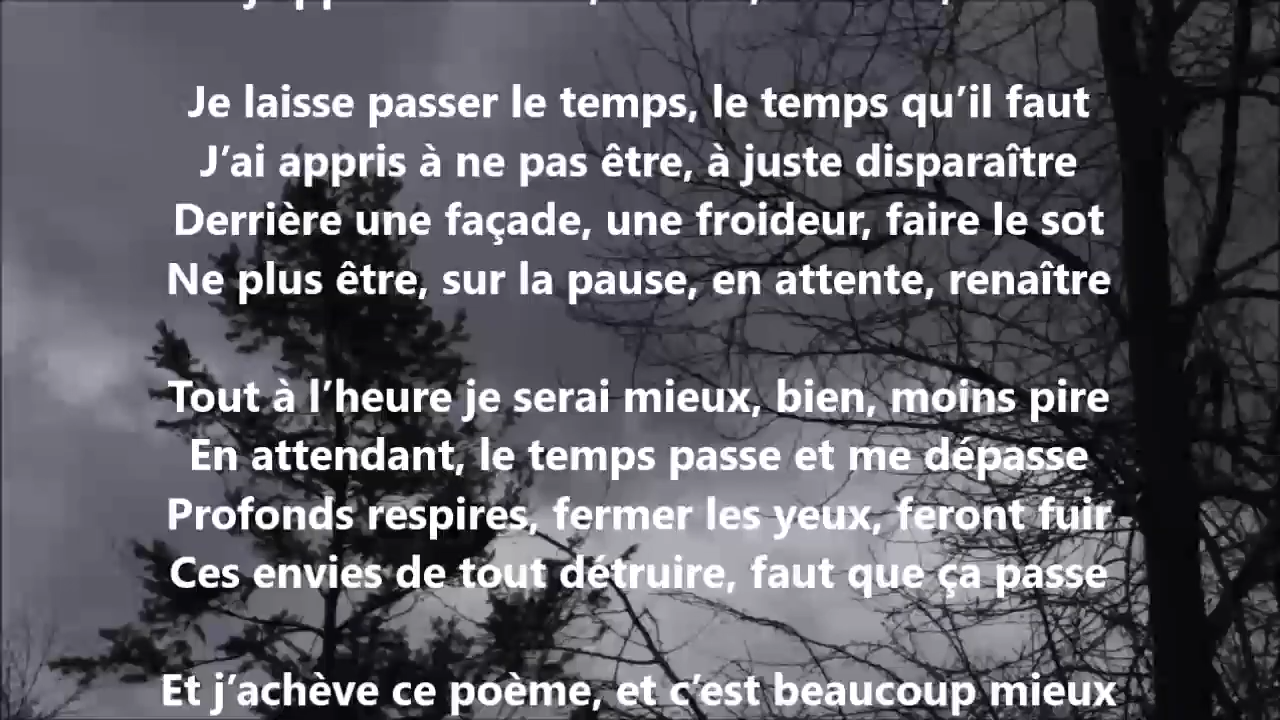 Je laisse passer le temps, le temps qu’il faut
J’ai appris à ne pas être, à juste disparaître
Derrière une façade, une froideur, faire le sot
Ne plus être, sur la pause, en attente, renaître
Tout à l’heure je serai mieux, bien, moins pire
En attendant, le temps passe et me dépasse
Profonds respires, fermer les yeux, feront fuir
Ces envies de tout détruire, faut que ça passe
Et j’achève ce poème, et c’est beaucoup mieux